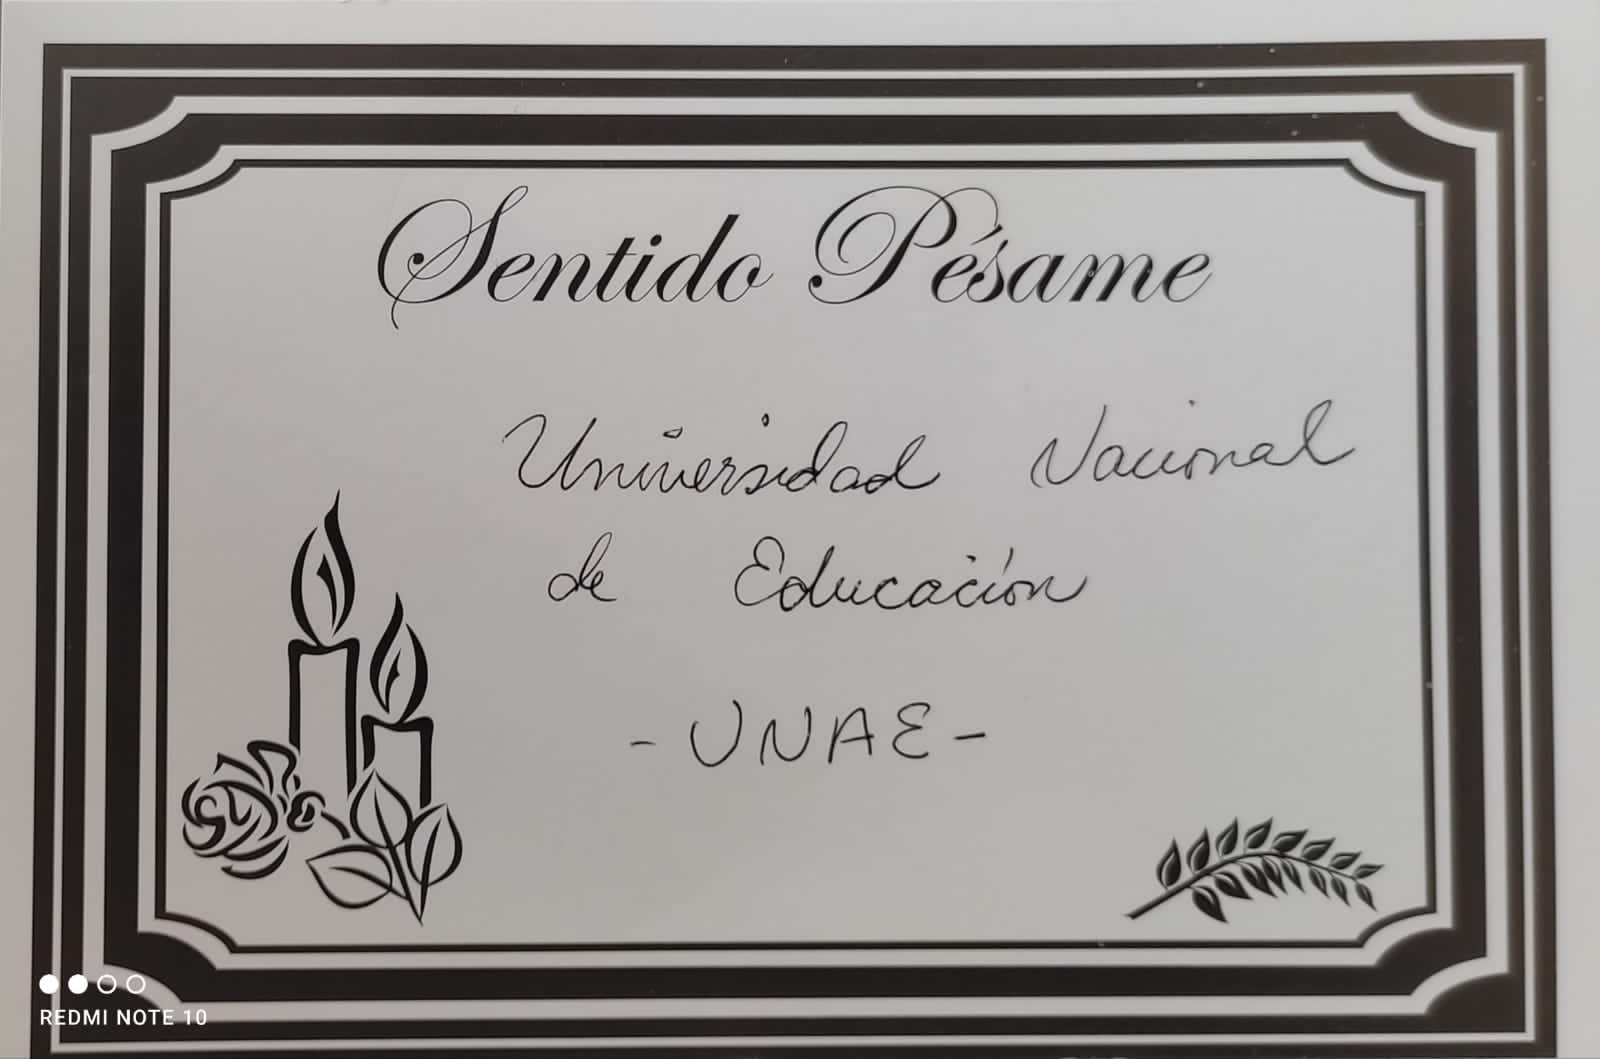 Sentido Pésame
Universidad Nacional
de Educación
- UNAE -
REDMI NOTE 10